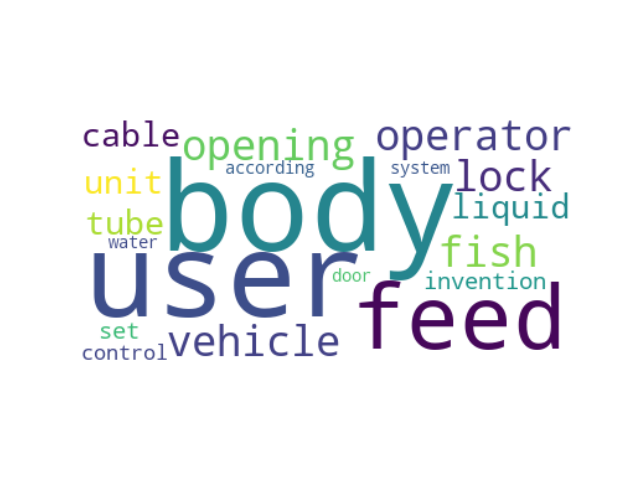 cable opening operator
according system lock
unit body liquid
tube
water user door fish
invention
set feed
control vehicle